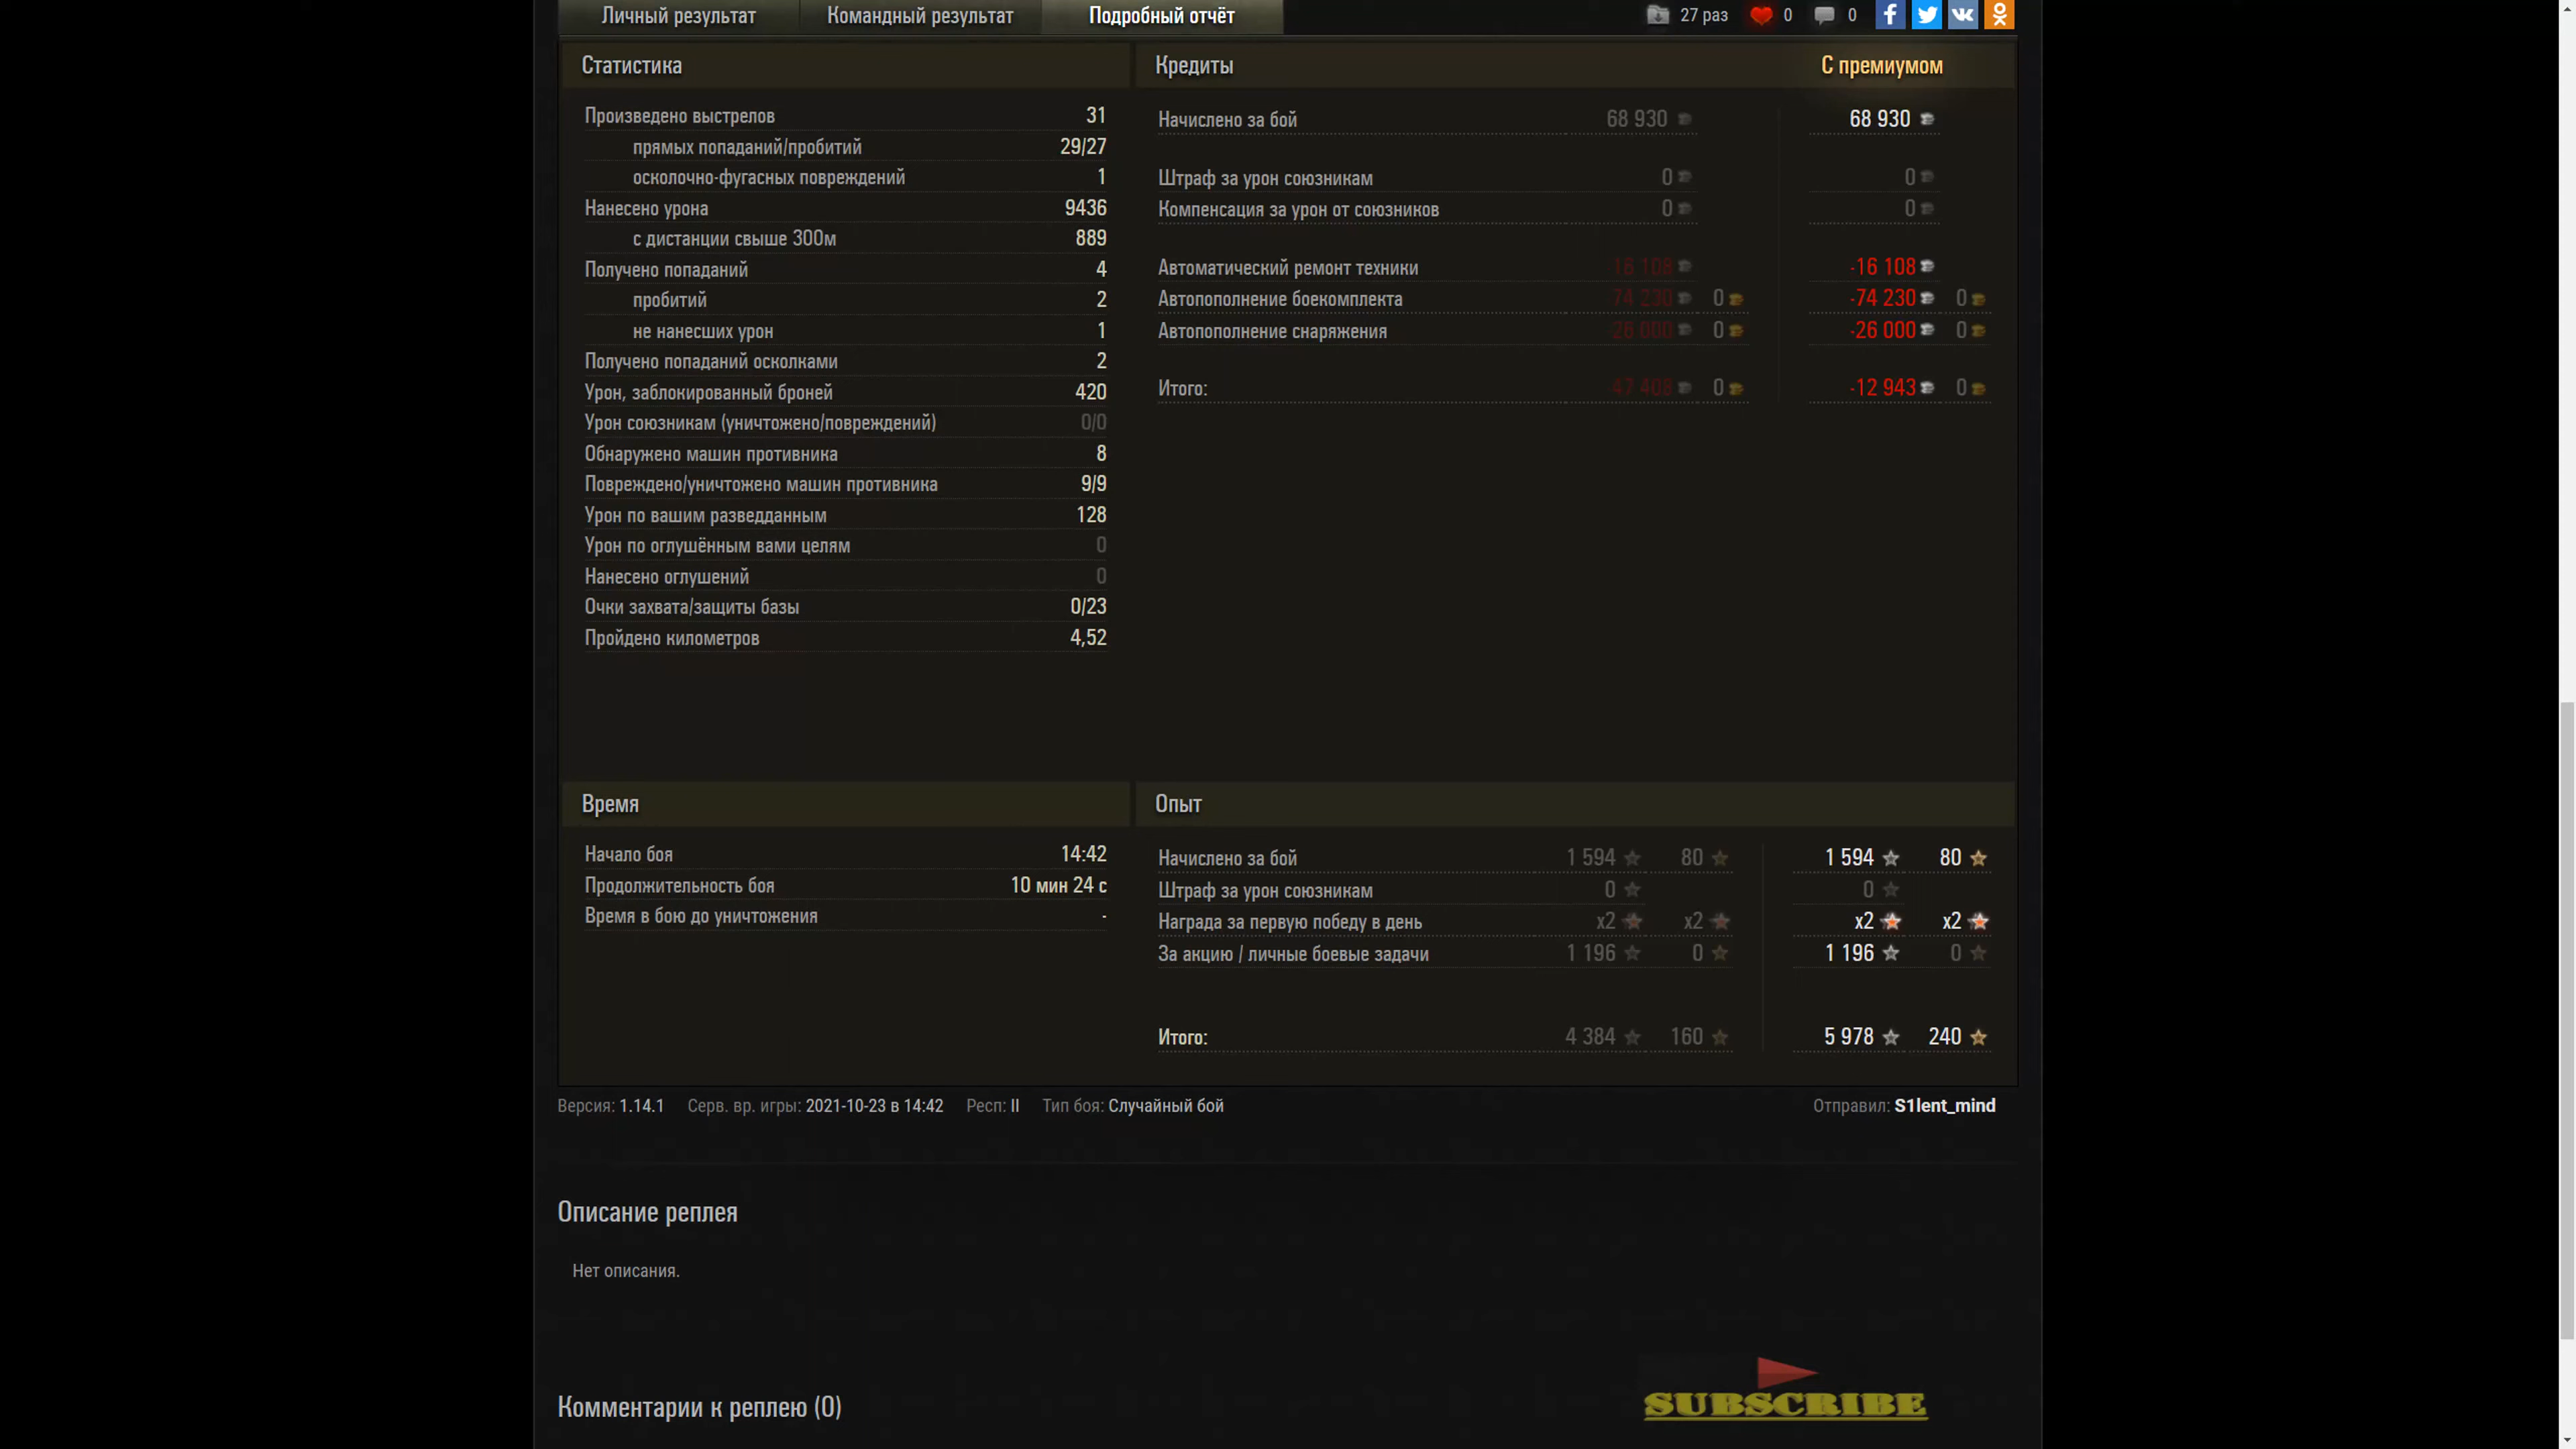 Личный результат Командный результат Подробный отчёт 27 раз 0 0
Статистика
Произведено выстрелов 31
прямых попаданий/пробитий 29/27
осколочно-фугасных повреждений 1
Нанесено урона 9436
с дистанции свыше 300м 889
Получено попаданий 4
пробитий 2
не нанесших урон 1
Получено попаданий осколками 2
Урон, заблокированный броней 420
Урон союзникам (уничтожено/повреждений) 0/0
Обнаружено машин противника 8
Повреждено/уничтожено машин противника 9/9
Урон по вашим разведданным 128
Урон по оглушённым вами целям 0
Нанесено оглушений 0
Очки захвата/защиты базы 0/23
Пройдено километров 4,52
Кредиты С премиумом
Начислено за бой 68 930 68 930
Штраф за урон союзникам 0 0
Компенсация за урон от союзников 0 0
Автоматический ремонт техники 16 108 -16 108
Автопополнение боекомплекта 74 230 0 -74 230 0
Автопополнение снаряжения 26 000 0 -26 000 0
Итого: 47 408 0 -12 943 0
Время
Начало боя 14:42
Продолжительность боя 10 мин 24 с
Время в бою до уничтожения -
Опыт
Начислено за бой 1 594 80 1 594 80
Штраф за урон союзникам 0 0
Награда за первую победу в день x2 x2 x2 x2
За акцию / личные боевые задачи 1 196 0 1 196 0
Итого: 4 384 160 5 978 240
Версия: 1.14.1 Серв. вр. игры: 2021-10-23 в 14:42 Респ: II Тип боя: Случайный бой Отправил: S1lent_mind
Описание реплея
Нет описания.
Комментарии к реплею (0)
SUBSCRIBE